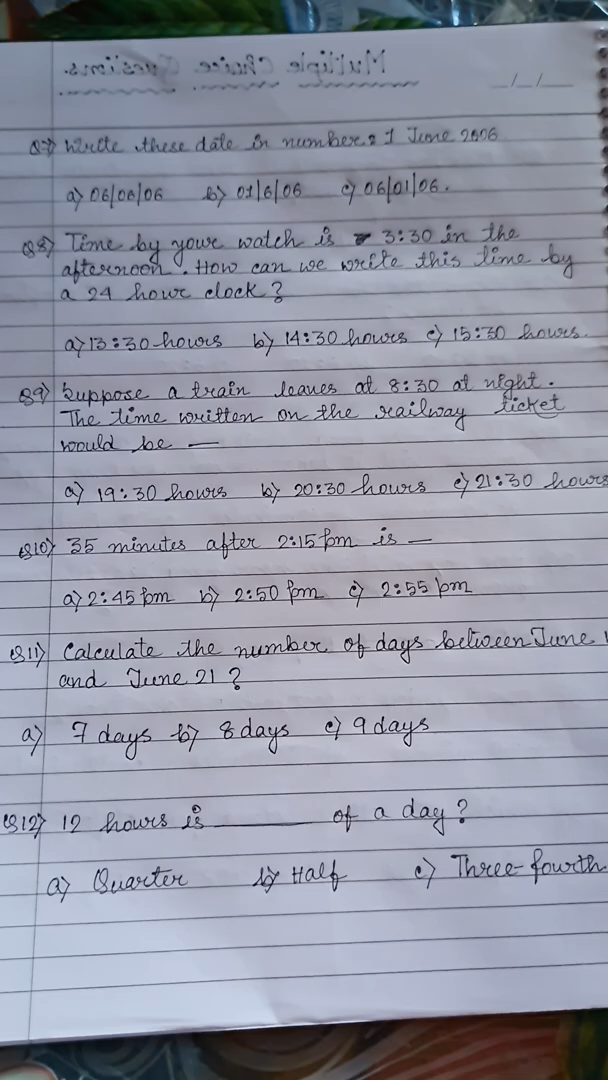 Multiple Choice Questions.
Q7) Write these date in number : 1 June 2006
a) 06/06/06 b) 01/6/06 c) 06/01/06.
Q8) Time by your watch is 3:30 in the
afternoon. How can we write this time by
a 24 hour clock?
a) 13:30 hours b) 14:30 hours c) 15:30 hours.
Q9) Suppose a train leaves at 8:30 at night.
The time written on the railway ticket
would be —
a) 19:30 hours b) 20:30 hours c) 21:30 hours
Q10) 35 minutes after 2:15 pm is —
a) 2:45 pm b) 2:50 pm c) 2:55 pm
Q11) Calculate the number of days between June
and June 21?
a) 7 days b) 8 days c) 9 days
Q12) 12 hours is ______ of a day?
a) Quarter b) Half c) Three-fourth